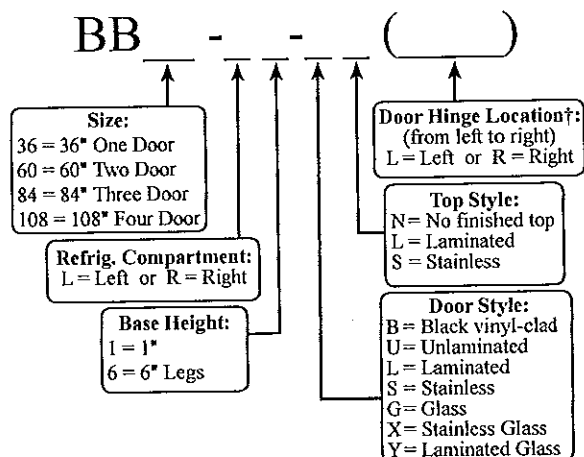 BB__ - _ _ - _ _ ( )
Size:
36 = 36" One Door
60 = 60" Two Door
84 = 84" Three Door
108 = 108" Four Door
Refrig. Compartment:
L = Left or R = Right
Base Height:
1 = 1"
6 = 6" Legs
Door Hinge Location†:
(from left to right)
L = Left or R = Right
Top Style:
N = No finished top
L = Laminated
S = Stainless
Door Style:
B = Black vinyl-clad
U = Unlaminated
L = Laminated
S = Stainless
G = Glass
X = Stainless Glass
Y = Laminated Glass